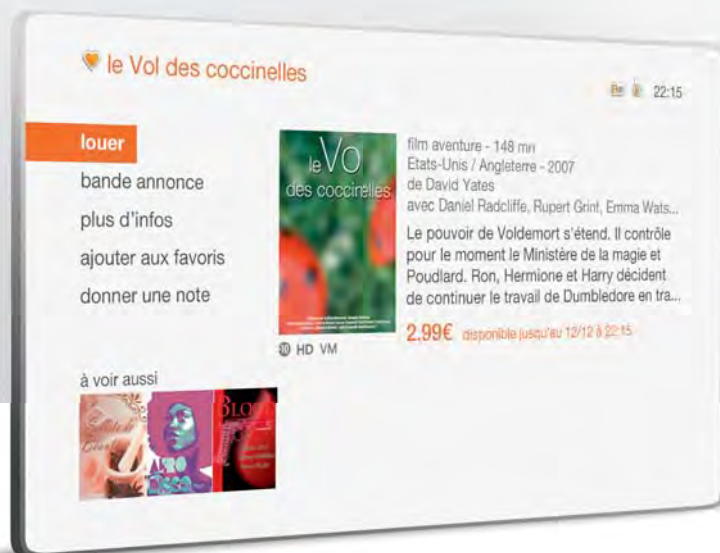 le Vol des coccinelles
22:15
louer
bande annonce
plus d'infos
ajouter aux favoris
donner une note
le Vo
des coccinelles
film aventure - 148 mn
Etats-Unis / Angleterre - 2007
de David Yates
avec Daniel Radcliffe, Rupert Grint, Emma Wats...
Le pouvoir de Voldemort s'étend. Il contrôle
pour le moment le Ministère de la magie et
Poudlard. Ron, Hermione et Harry décident
de continuer le travail de Dumbledore en tra...
2.99€ disponible jusqu'au 12/12 à 22:15
HD VM
à voir aussi